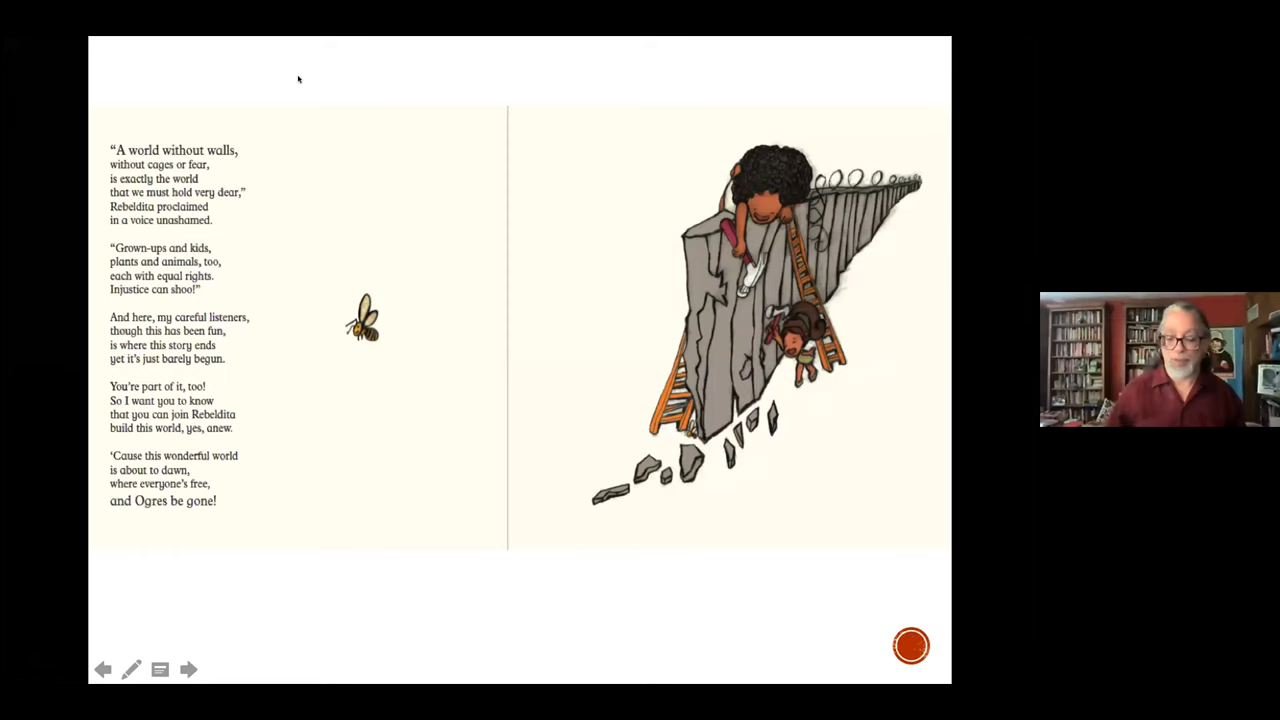 “A world without walls,
without cages or fear,
is exactly the world
that we must hold very dear,”
Rebeldita proclaimed
in a voice unashamed.
“Grown-ups and kids,
plants and animals, too,
each with equal rights.
Injustice can shoo!”
And here, my careful listeners,
though this has been fun,
is where this story ends
yet it’s just barely begun.
You’re part of it, too!
So I want you to know
that you can join Rebeldita
build this world, yes, anew.
‘Cause this wonderful world
is about to dawn,
where everyone’s free,
and Ogres be gone!